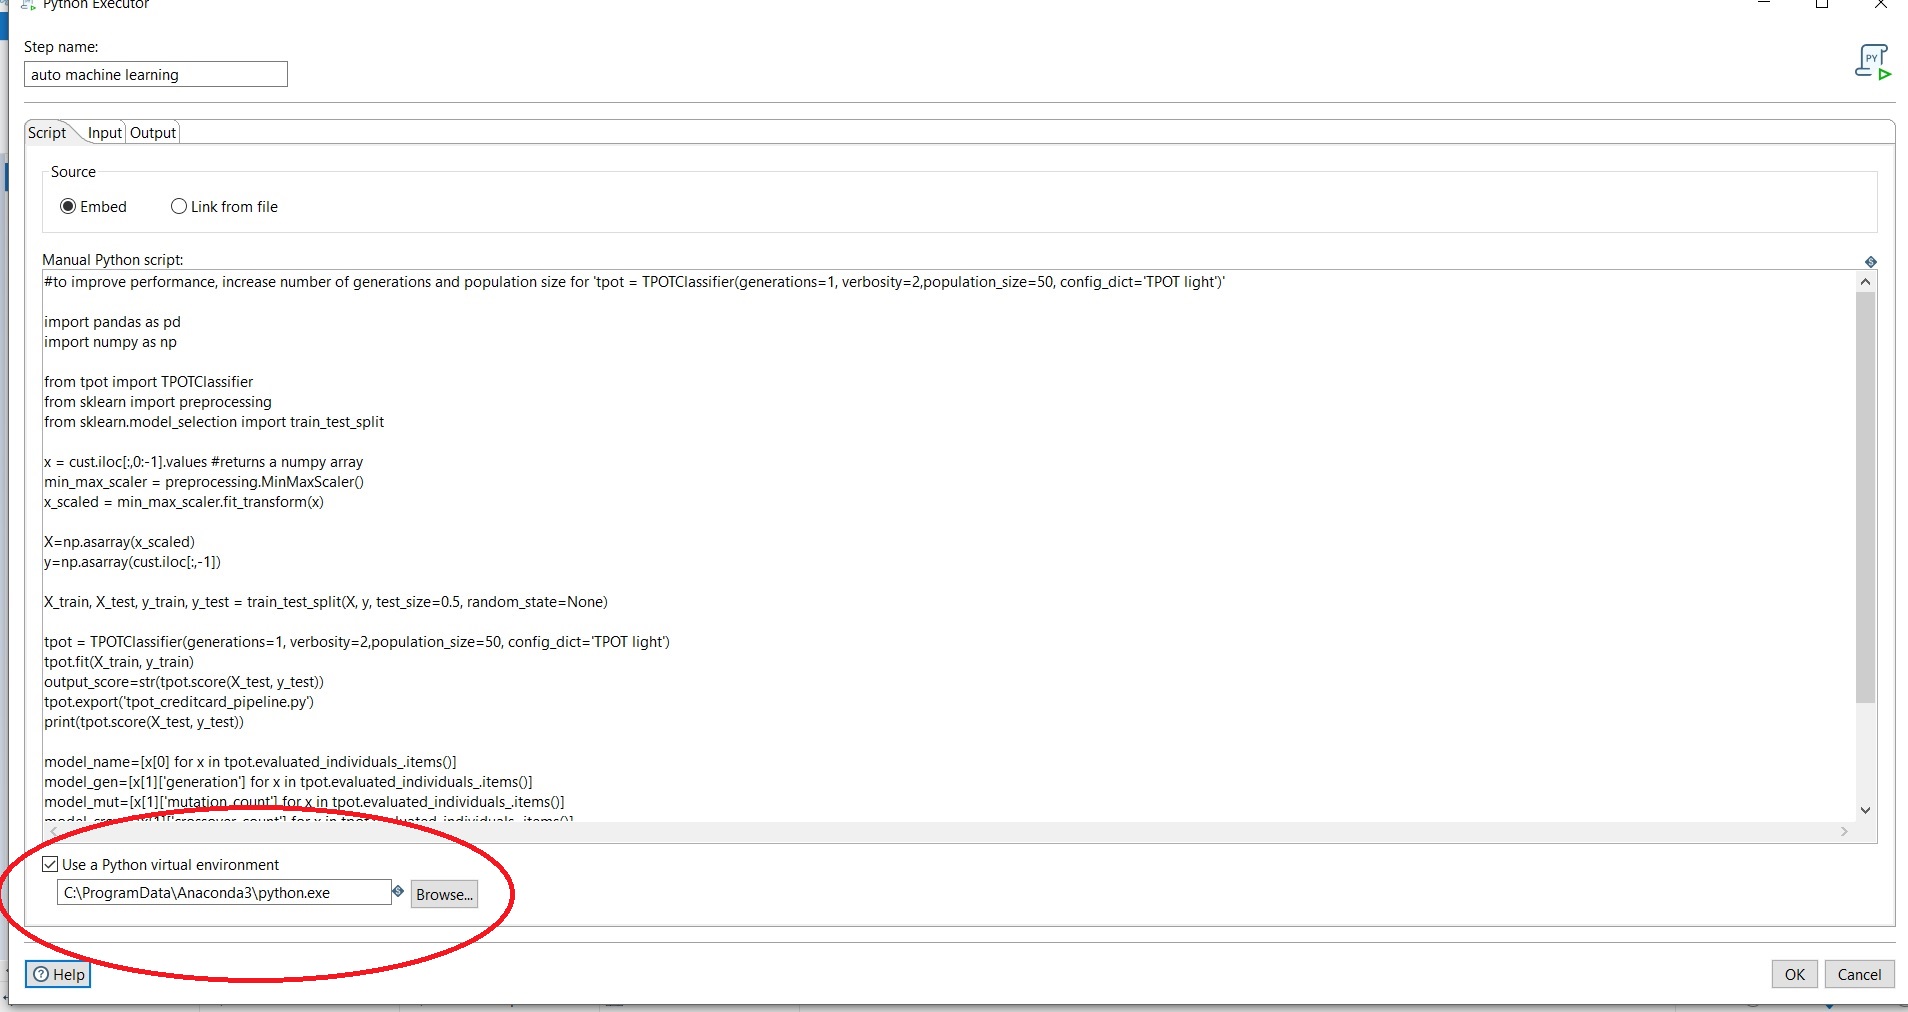 Python Executor
Step name:
auto machine learning
PY
Script Input Output
Source
Embed Link from file
Manual Python script:
#to improve performance, increase number of generations and population size for 'tpot = TPOTClassifier(generations=1, verbosity=2,population_size=50, config_dict='TPOT light')'
import pandas as pd
import numpy as np
from tpot import TPOTClassifier
from sklearn import preprocessing
from sklearn.model_selection import train_test_split
x = cust.iloc[:,0:-1].values #returns a numpy array
min_max_scaler = preprocessing.MinMaxScaler()
x_scaled = min_max_scaler.fit_transform(x)
X=np.asarray(x_scaled)
y=np.asarray(cust.iloc[:,-1])
X_train, X_test, y_train, y_test = train_test_split(X, y, test_size=0.5, random_state=None)
tpot = TPOTClassifier(generations=1, verbosity=2,population_size=50, config_dict='TPOT light')
tpot.fit(X_train, y_train)
output_score=str(tpot.score(X_test, y_test))
tpot.export('tpot_creditcard_pipeline.py')
print(tpot.score(X_test, y_test))
model_name=[x[0] for x in tpot.evaluated_individuals_.items()]
model_gen=[x[1]['generation'] for x in tpot.evaluated_individuals_.items()]
model_mut=[x[1]['mutation_count'] for x in tpot.evaluated_individuals_.items()]
for x in tpot.evaluated_individuals_.items()]
Use a Python virtual environment
C:\ProgramData\Anaconda3\python.exe
Browse...
Help
OK Cancel